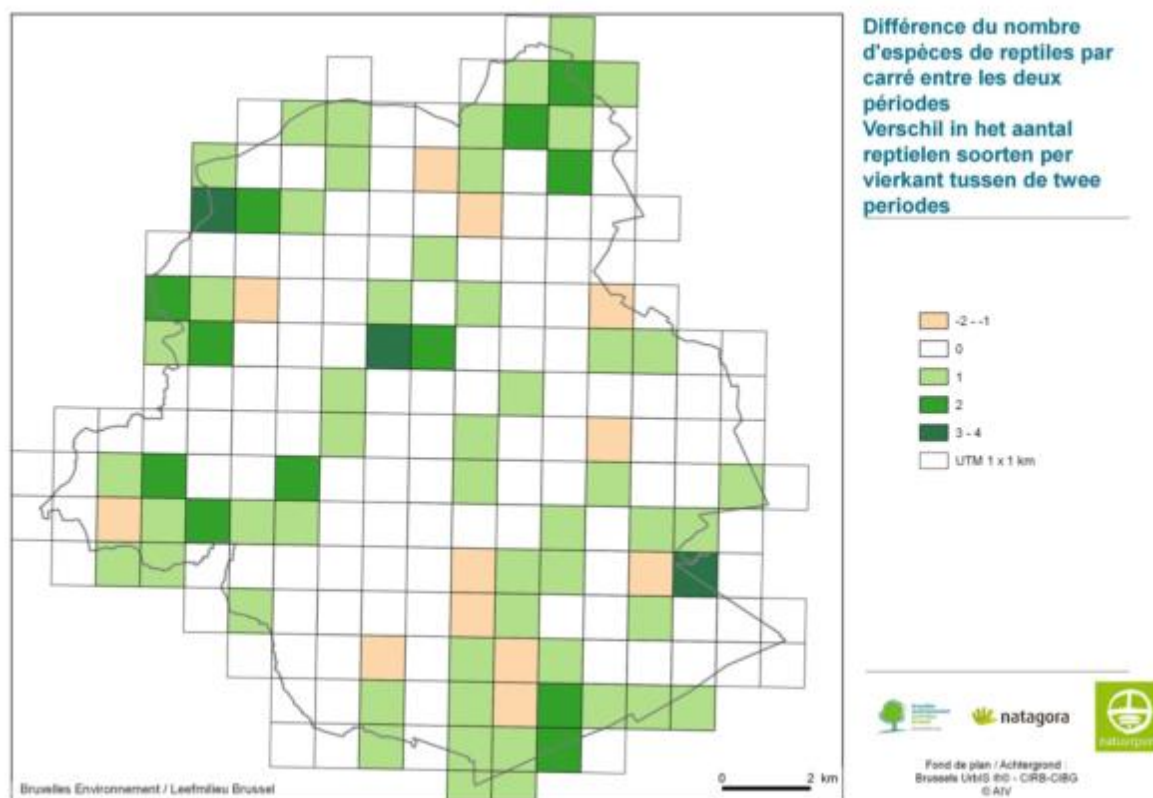 Différence du nombre
d'espèces de reptiles par
carré entre les deux
périodes
Verschil in het aantal
reptielen soorten per
vierkant tussen de twee
periodes
-2 - -1
0
1
2
3 - 4
UTM 1 x 1 km
natagora
natuurpunt
Fond de plan / Achtergrond :
Brussels UrbIS ®© - CIRB-CIBG
© AIV
0 2 km
Bruxelles Environnement / Leefmilieu Brussel